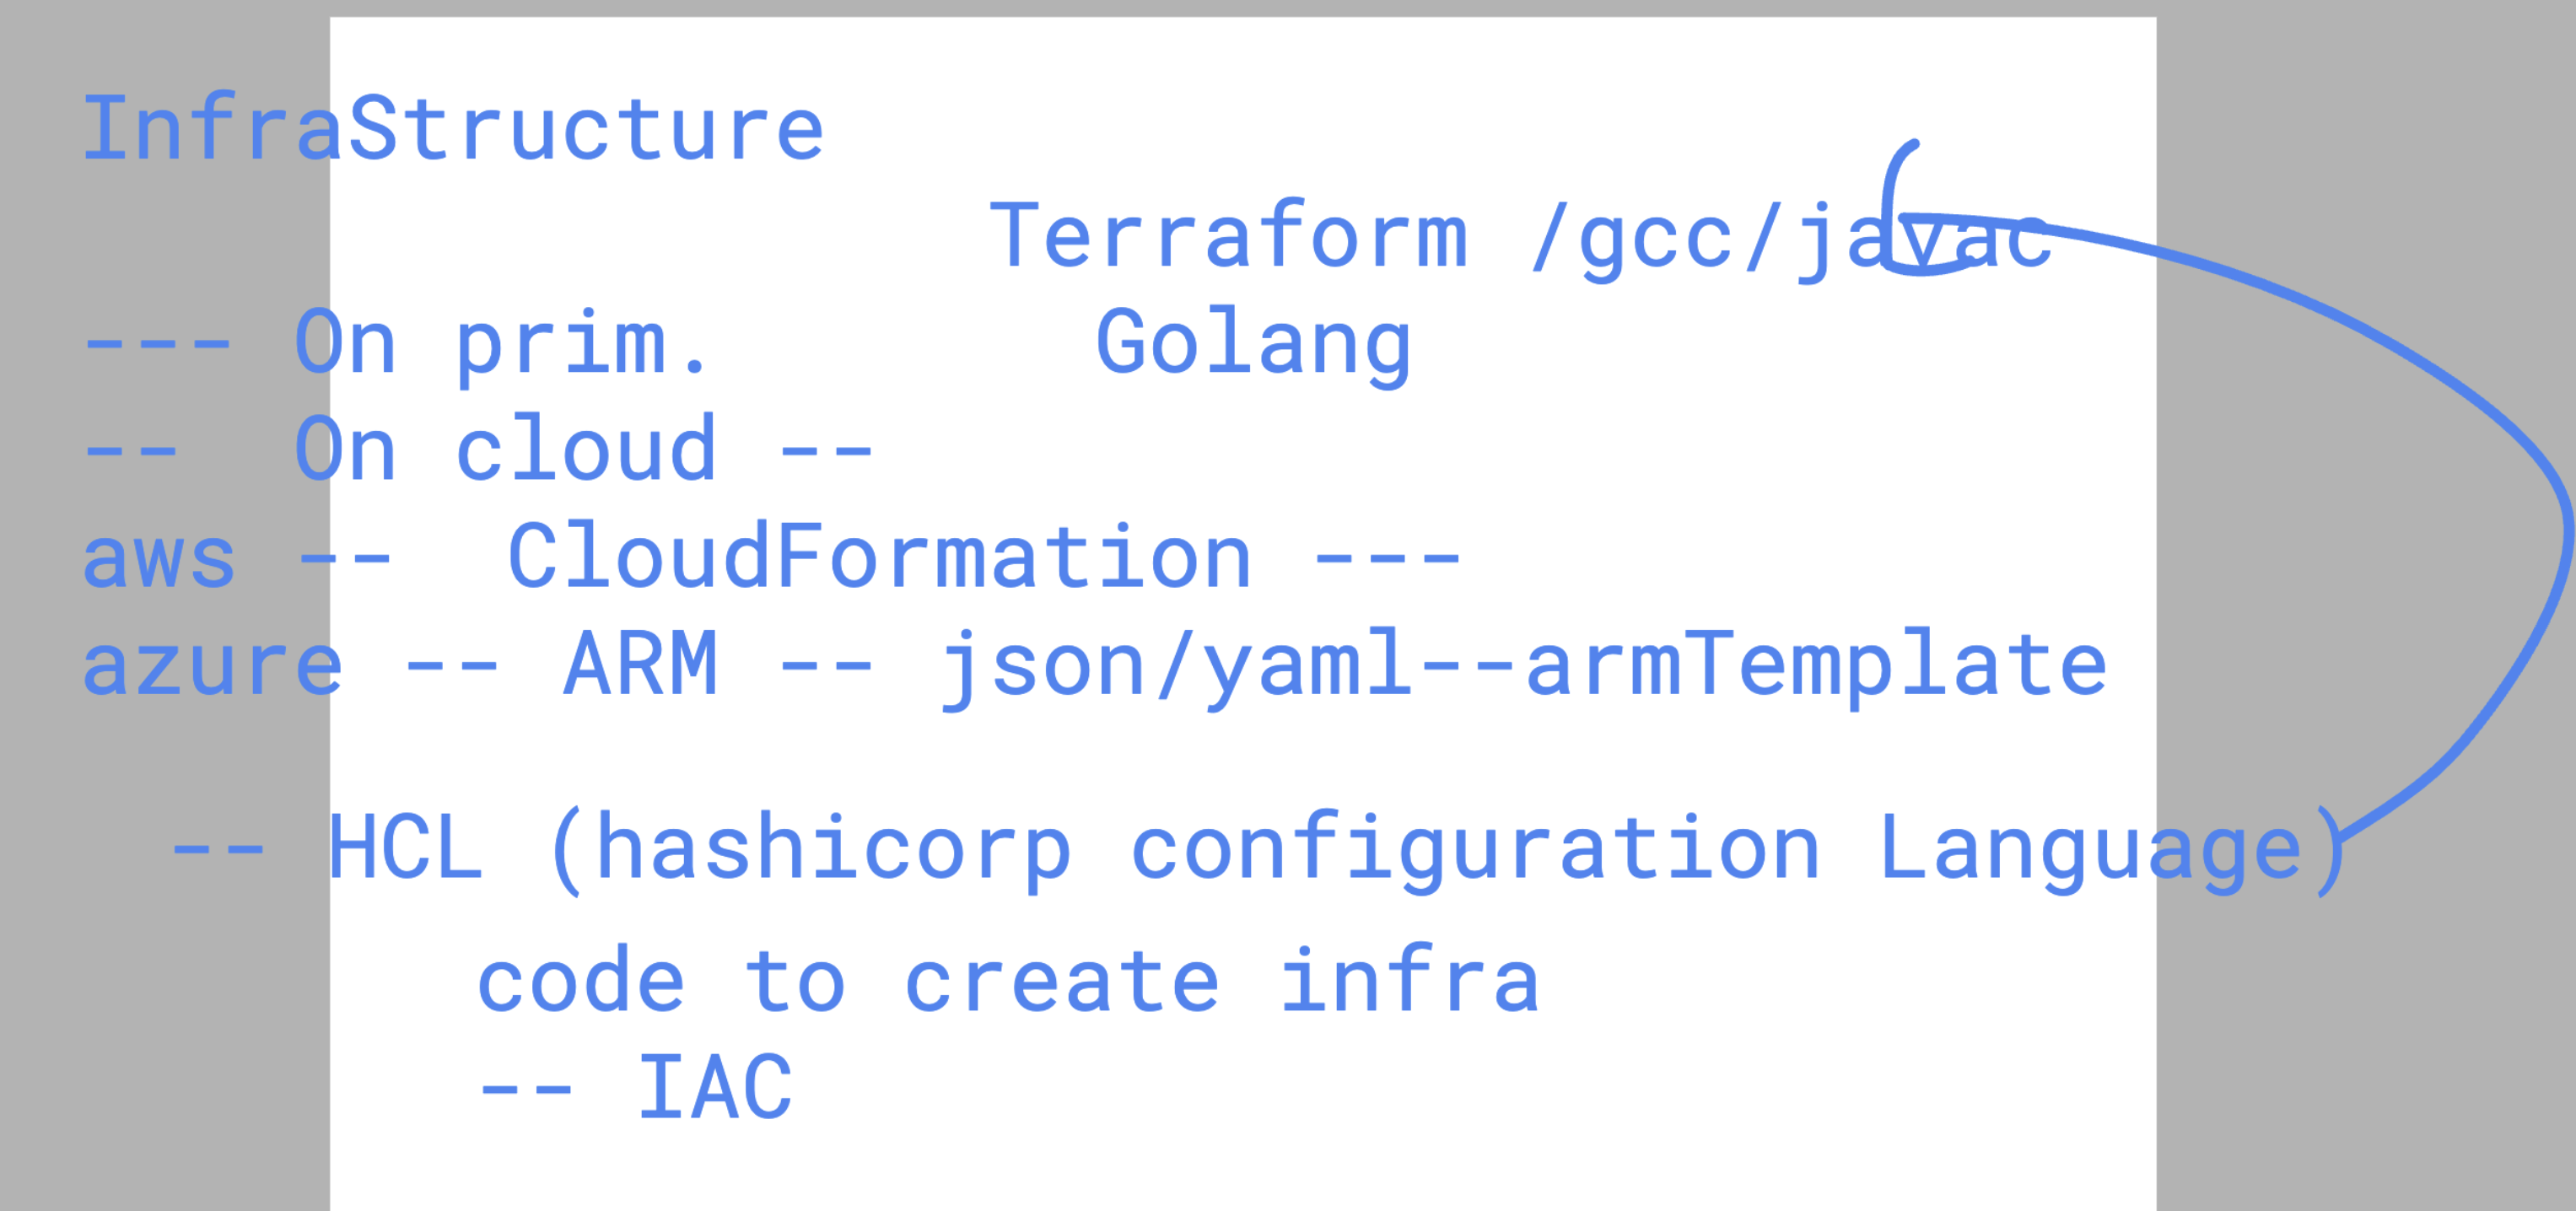 InfraStructure
Terraform /gcc/javac
--- On prim.
Golang
-- On cloud --
aws -- CloudFormation ---
azure -- ARM -- json/yaml--armTemplate
-- HCL (hashicorp configuration Language)
code to create infra
-- IAC